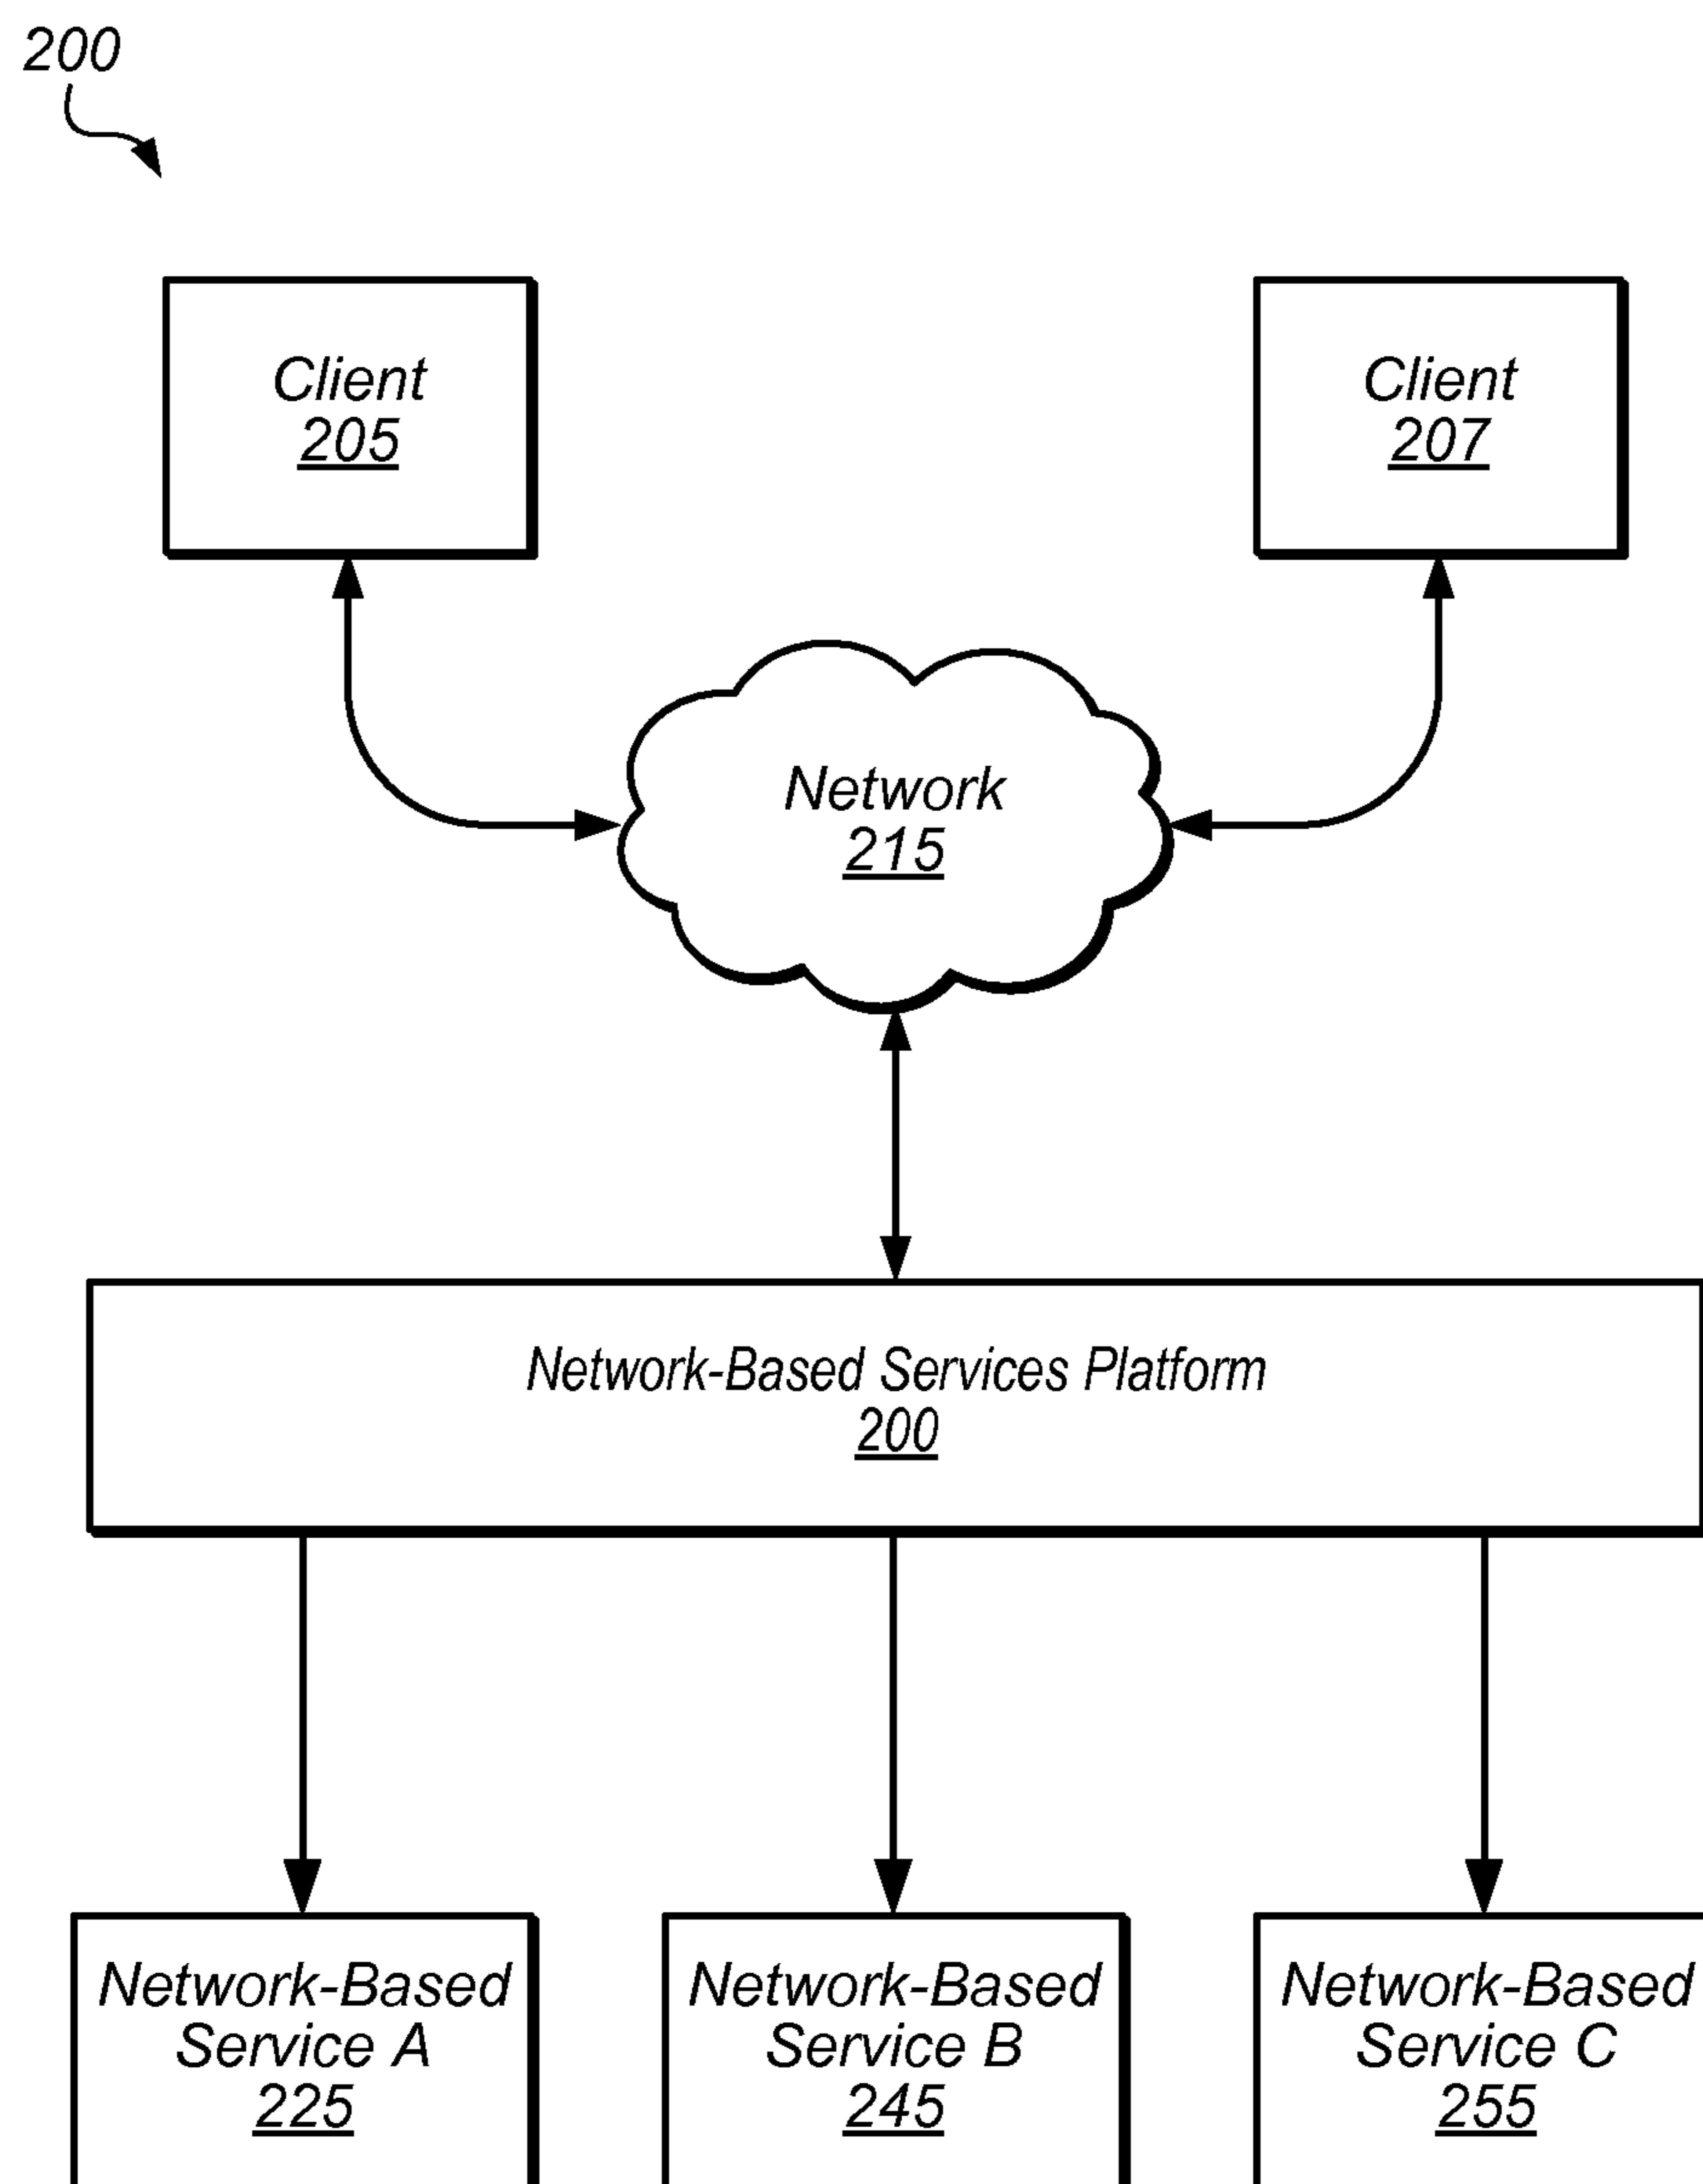 200
Client
205
Client
207
Network
215
Network-Based Services Platform
200
Network-Based
Service A
225
Network-Based
Service B
245
Network-Based
Service C
255